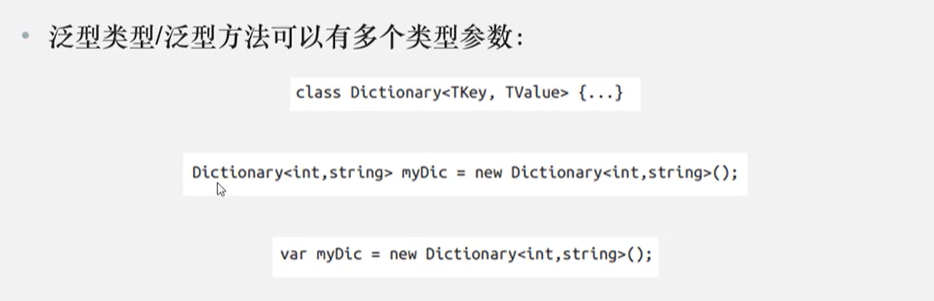 • 泛型类型/泛型方法可以有多个类型参数：
class Dictionary<TKey, TValue> {...}
Dictionary<int,string> myDic = new Dictionary<int,string>();
var myDic = new Dictionary<int,string>();